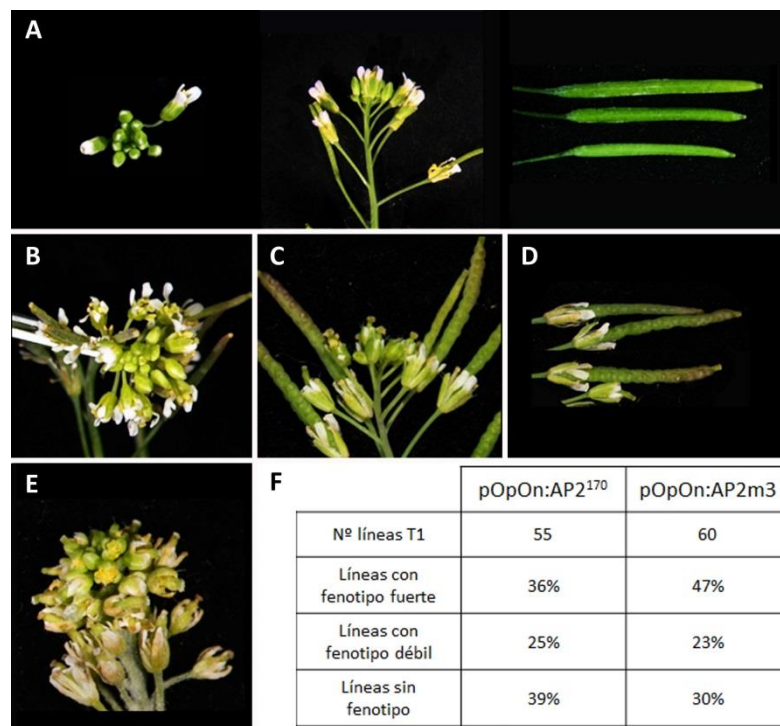 A
B
C
D
E
F
pOpOn:AP2¹⁷⁰ pOpOn:AP2m3
Nº líneas T1 55 60
Líneas con
fenotipo fuerte 36% 47%
Líneas con
fenotipo débil 25% 23%
Líneas sin
fenotipo 39% 30%